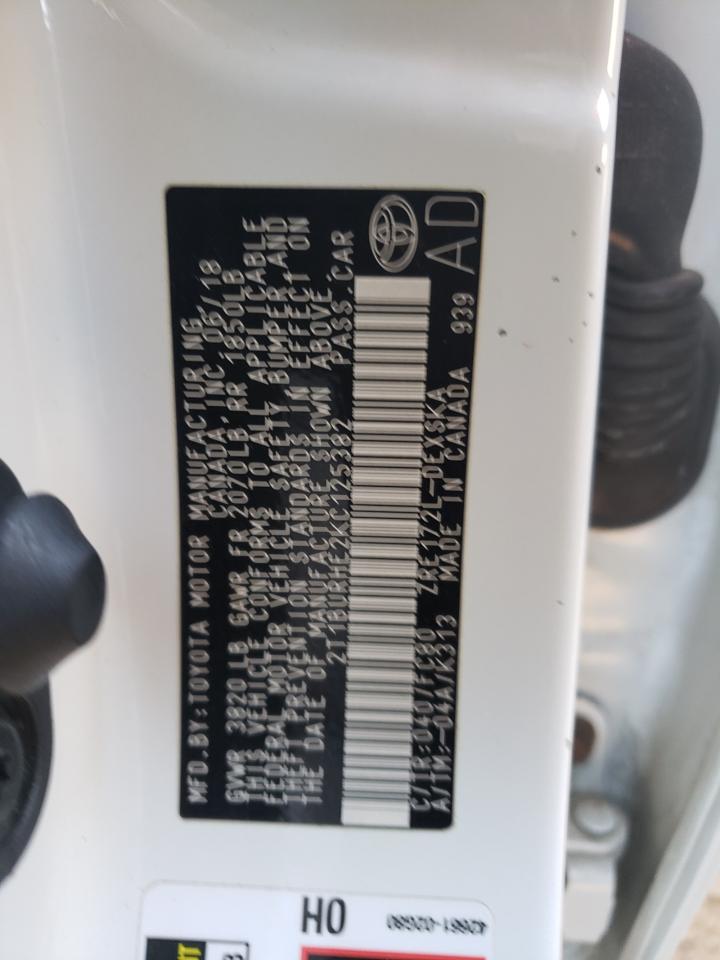 MFD.BY:TOYOTA MOTOR MANUFACTURING
CANADA, INC 06/18
GVWR 3820 LB GAWR FR 2070LB RR 1850LB
THIS VEHICLE CONFORMS TO ALL APPLICABLE
FEDERAL MOTOR VEHICLE SAFETY BUMPER AND
THEFT PREVENTION STANDARDS IN EFFECT ON
THE DATE OF MANUFACTURE SHOWN ABOVE.
2T1BURHE2KC125382 PASS.CAR
C/TR:040/FC80 ZRE172L-DEXSKA 939 AD
A/TM:-04A/K313 MADE IN CANADA
HO
42661-02G80